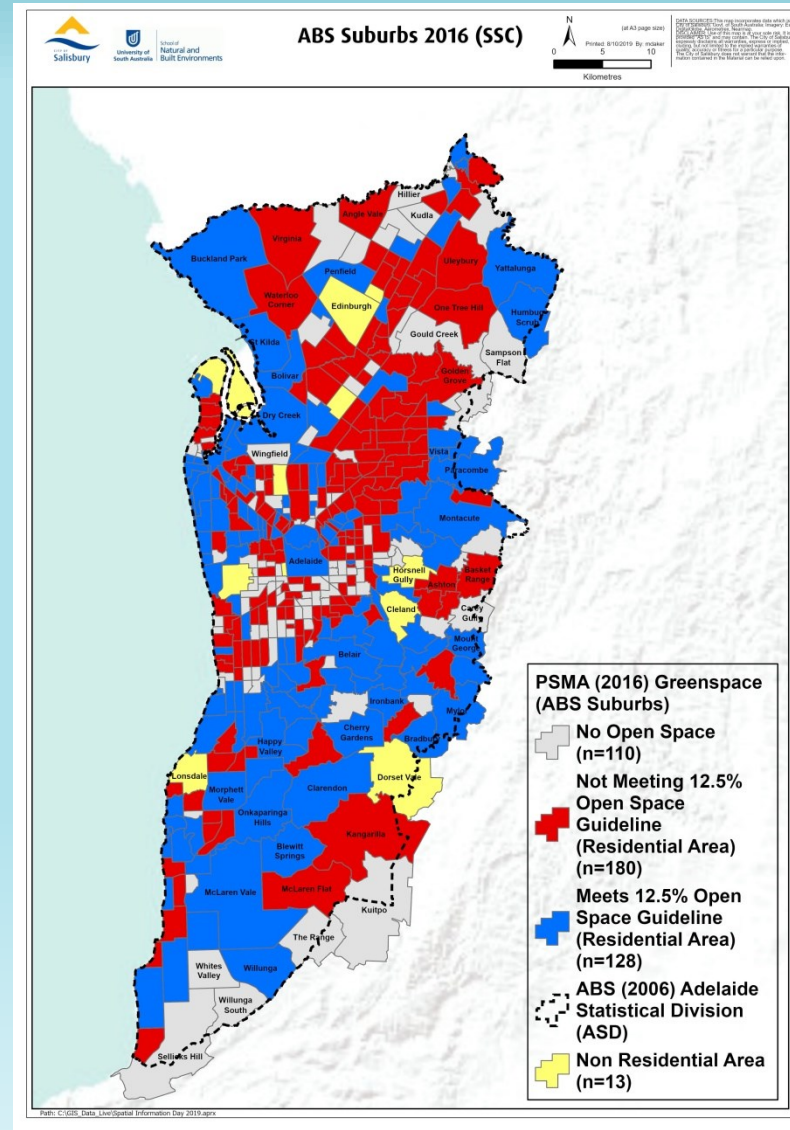 CITY OF
Salisbury
University of
South Australia
School of
Natural and
Built Environments
ABS Suburbs 2016 (SSC)
N
(at A3 page size)
Printed: 8/10/2019 By: mdaker
0 5 10
Kilometres
Hillier
Angle Vale
Kudla
Virginia
Buckland Park
Uleybury
Yattalunga
Penfield
Waterloo
Corner
Edinburgh
One Tree Hill
Humbug
Scrub
St Kilda
Gould Creek
Sampson
Flat
Bolivar
Golden
Grove
Dry Creek
Vista
Wingfield
Paracombe
Montacute
Adelaide
Horsnell
Gully
Ashton
Basket
Range
Cleland
Carey
Gully
Mount
George
Belair
Ironbank
Mylor
Cherry
Gardens
Bradbury
Happy
Valley
Lonsdale
Dorset Vale
Morphett
Vale
Clarendon
Onkaparinga
Hills
Kangarilla
Blewitt
Springs
McLaren Vale
McLaren Flat
Kuitpo
The Range
Whites
Valley
Willunga
Willunga
South
Sellicks Hill
PSMA (2016) Greenspace
(ABS Suburbs)
No Open Space
(n=110)
Not Meeting 12.5%
Open Space
Guideline
(Residential Area)
(n=180)
Meets 12.5% Open
Space Guideline
(Residential Area)
(n=128)
ABS (2006) Adelaide
Statistical Division
(ASD)
Non Residential Area
(n=13)
Path: C:\GIS_Data_Live\Spatial Information Day 2019.aprx